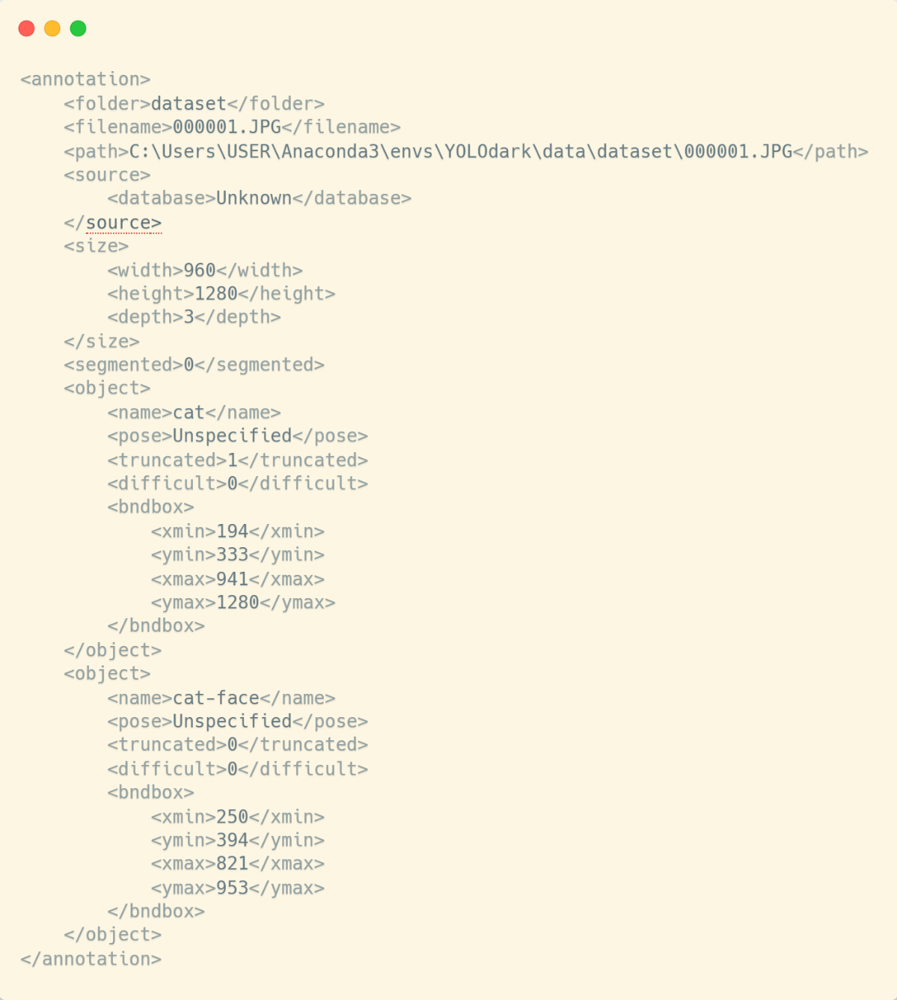 <annotation>
    <folder>dataset</folder>
    <filename>000001.JPG</filename>
    <path>C:\Users\USER\Anaconda3\envs\YOLOdark\data\dataset\000001.JPG</path>
    <source>
        <database>Unknown</database>
    </source>
    <size>
        <width>960</width>
        <height>1280</height>
        <depth>3</depth>
    </size>
    <segmented>0</segmented>
    <object>
        <name>cat</name>
        <pose>Unspecified</pose>
        <truncated>1</truncated>
        <difficult>0</difficult>
        <bndbox>
            <xmin>194</xmin>
            <ymin>333</ymin>
            <xmax>941</xmax>
            <ymax>1280</ymax>
        </bndbox>
    </object>
    <object>
        <name>cat-face</name>
        <pose>Unspecified</pose>
        <truncated>0</truncated>
        <difficult>0</difficult>
        <bndbox>
            <xmin>250</xmin>
            <ymin>394</ymin>
            <xmax>821</xmax>
            <ymax>953</ymax>
        </bndbox>
    </object>
</annotation>